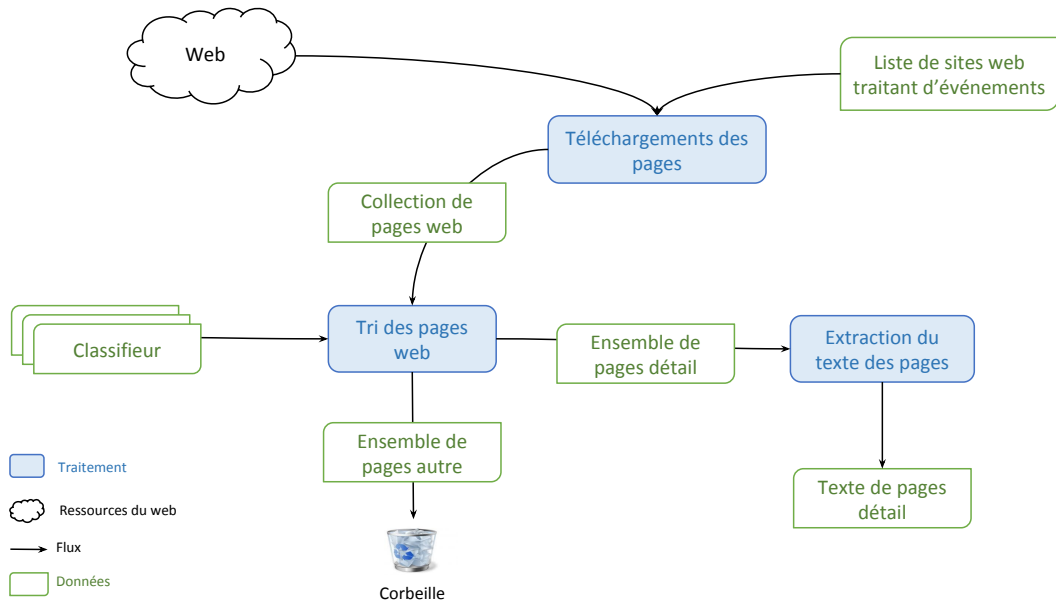 Web
Liste de sites web
traitant d’événements
Téléchargements des
pages
Collection de
pages web
Classifieur
Tri des pages
web
Ensemble de
pages détail
Extraction du
texte des pages
Ensemble de
pages autre
Texte de pages
détail
Corbeille
Traitement
Ressources du web
Flux
Données